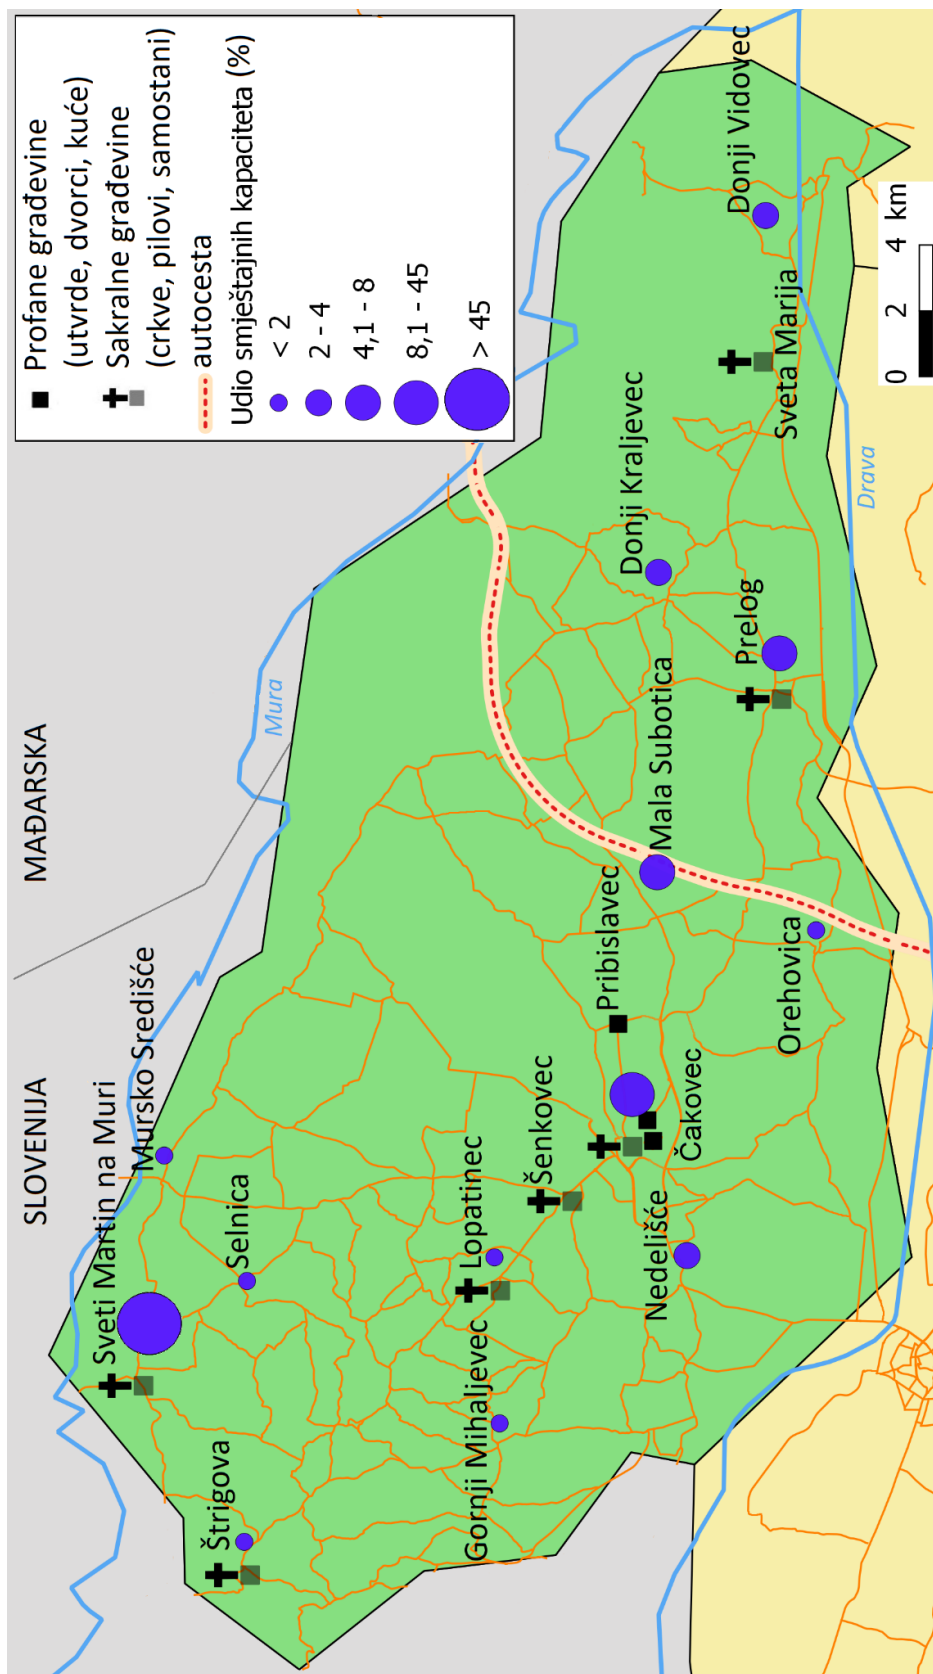 SLOVENIJA
MAĐARSKA
Profane građevine
(utvrde, dvorci, kuće)
Sakralne građevine
(crkve, pilovi, samostani)
autocesta
Udio smještajnih kapaciteta (%)
< 2
2 - 4
4,1 - 8
8,1 - 45
> 45
Sveti Martin na Muri
Mursko Središće
Štrigova
Selnica
Mura
Lopatinec
Gornji Mihaljevec
Šenkovec
Pribislavec
Čakovec
Nedelišće
Mala Subotica
Donji Kraljevec
Orehovica
Prelog
Sveta Marija
Donji Vidovec
Drava
0 2 4 km